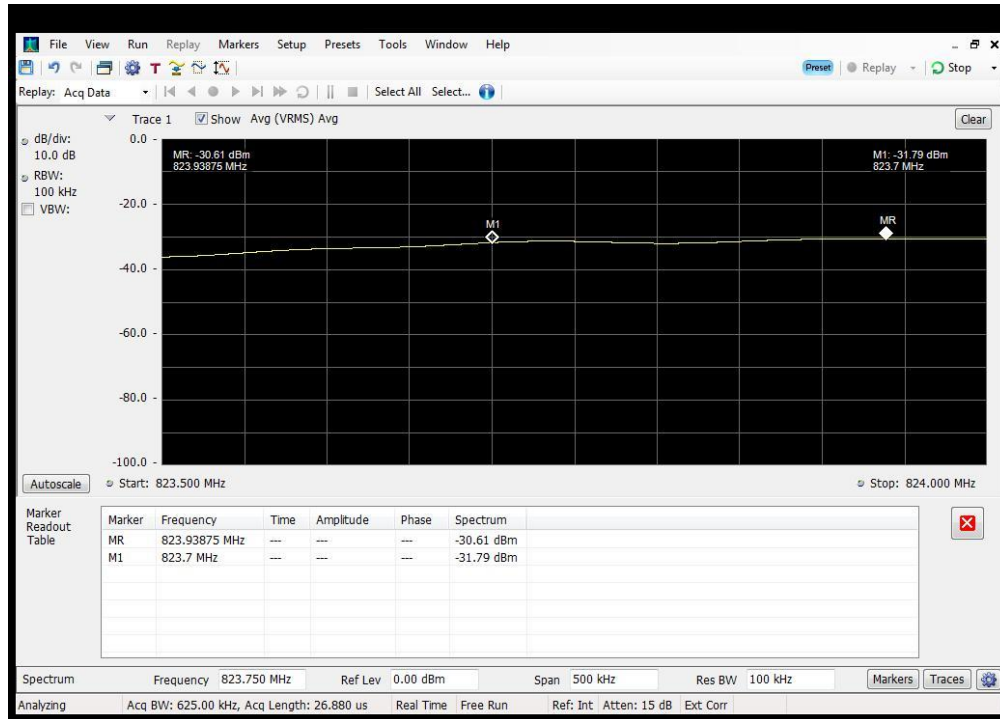 File View Run Replay Markers Setup Presets Tools Window Help
T Preset Replay Stop
Replay: Acq Data Select All Select...
Trace 1 Show Avg (VRMS) Avg Clear
dB/div:
10.0 dB
RBW:
100 kHz
VBW:
0.0
-20.0
-40.0
-60.0
-80.0
-100.0
MR: -30.61 dBm
823.93875 MHz
M1: -31.79 dBm
823.7 MHz
M1
MR
Autoscale Start: 823.500 MHz Stop: 824.000 MHz
Marker
Readout
Table
Marker Frequency Time Amplitude Phase Spectrum
MR 823.93875 MHz --- --- --- -30.61 dBm
M1 823.7 MHz --- --- --- -31.79 dBm
Spectrum Frequency 823.750 MHz Ref Lev 0.00 dBm Span 500 kHz Res BW 100 kHz Markers Traces
Analyzing Acq BW: 625.00 kHz, Acq Length: 26.880 us Real Time Free Run Ref: Int Atten: 15 dB Ext Corr